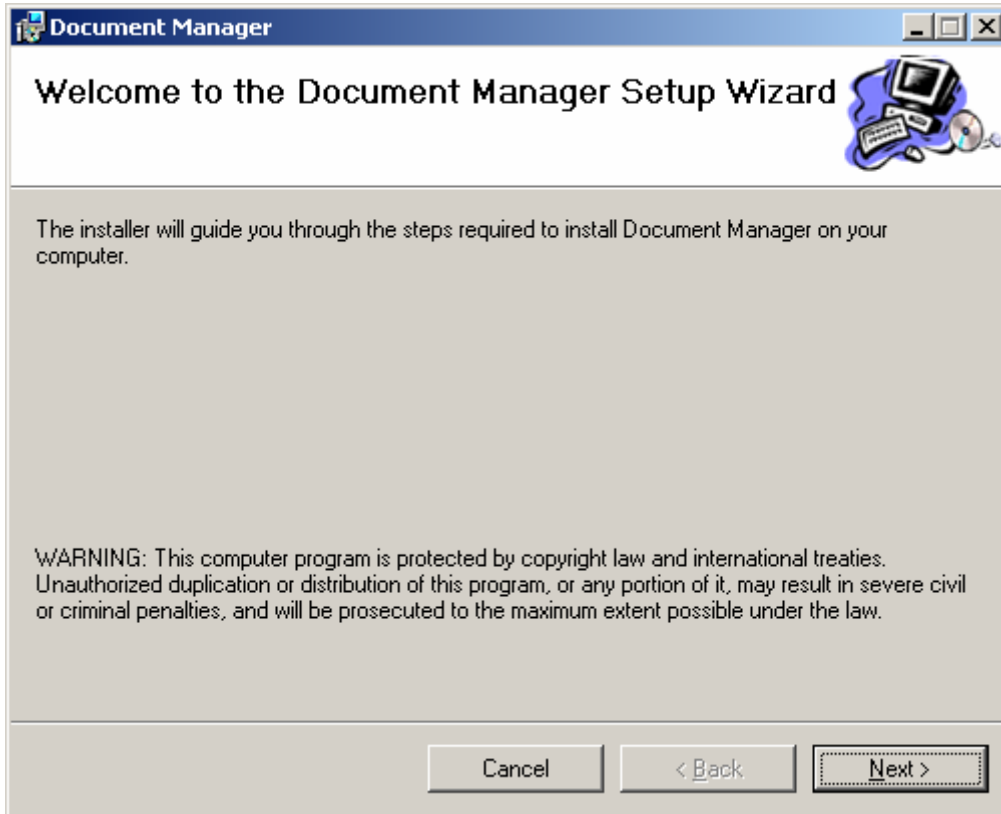 Document Manager
Welcome to the Document Manager Setup Wizard
The installer will guide you through the steps required to install Document Manager on your
computer.
WARNING: This computer program is protected by copyright law and international treaties.
Unauthorized duplication or distribution of this program, or any portion of it, may result in severe civil
or criminal penalties, and will be prosecuted to the maximum extent possible under the law.
Cancel < Back Next >